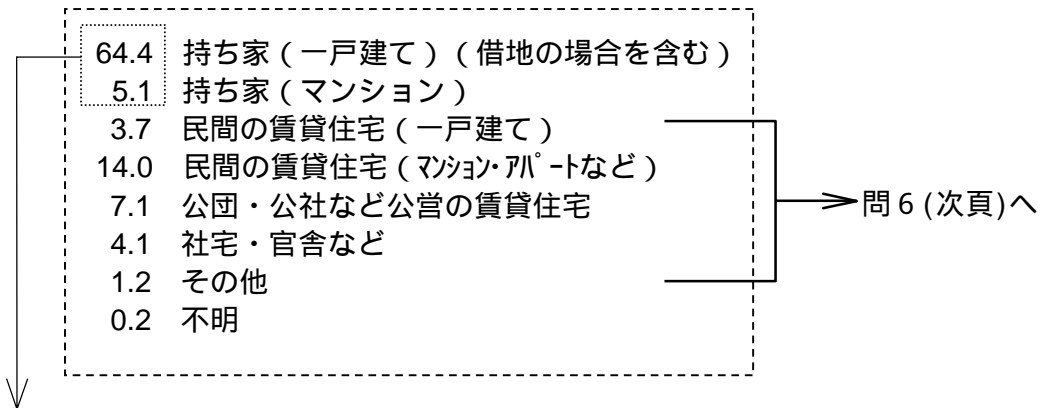 64.4 持ち家（一戸建て）（借地の場合を含む）
5.1 持ち家（マンション）
3.7 民間の賃貸住宅（一戸建て）
14.0 民間の賃貸住宅（ﾏﾝｼｮﾝ･ｱﾊﾟｰﾄなど）
7.1 公団・公社など公営の賃貸住宅
4.1 社宅・官舎など
1.2 その他
0.2 不明
問６(次頁)へ